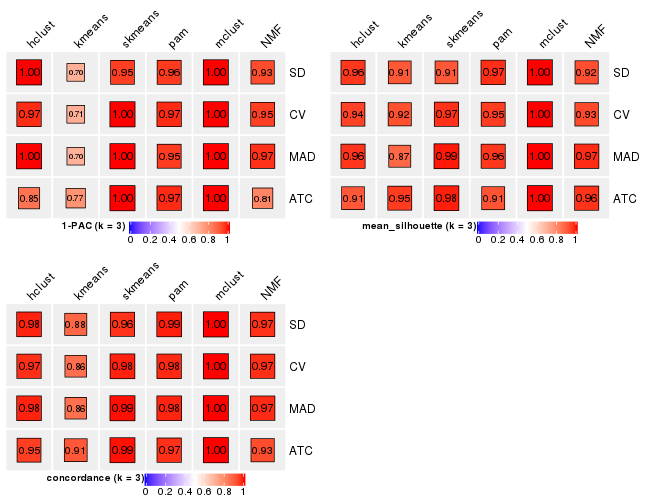 hclust kmeans skmeans pam mclust NMF
1.00 0.70 0.95 0.96 1.00 0.93 SD
0.97 0.71 1.00 0.97 1.00 0.95 CV
1.00 0.70 1.00 0.95 1.00 0.97 MAD
0.85 0.77 1.00 0.97 1.00 0.81 ATC
1-PAC (k = 3)
0 0.2 0.4 0.6 0.8 1
hclust kmeans skmeans pam mclust NMF
0.96 0.91 0.91 0.97 1.00 0.92 SD
0.94 0.92 0.97 0.95 1.00 0.93 CV
0.96 0.87 0.99 0.96 1.00 0.97 MAD
0.91 0.95 0.98 0.91 1.00 0.96 ATC
mean_silhouette (k = 3)
0 0.2 0.4 0.6 0.8 1
hclust kmeans skmeans pam mclust NMF
0.98 0.88 0.96 0.99 1.00 0.97 SD
0.97 0.86 0.98 0.98 1.00 0.97 CV
0.98 0.86 0.99 0.98 1.00 0.97 MAD
0.95 0.91 0.99 0.97 1.00 0.93 ATC
concordance (k = 3)
0 0.2 0.4 0.6 0.8 1